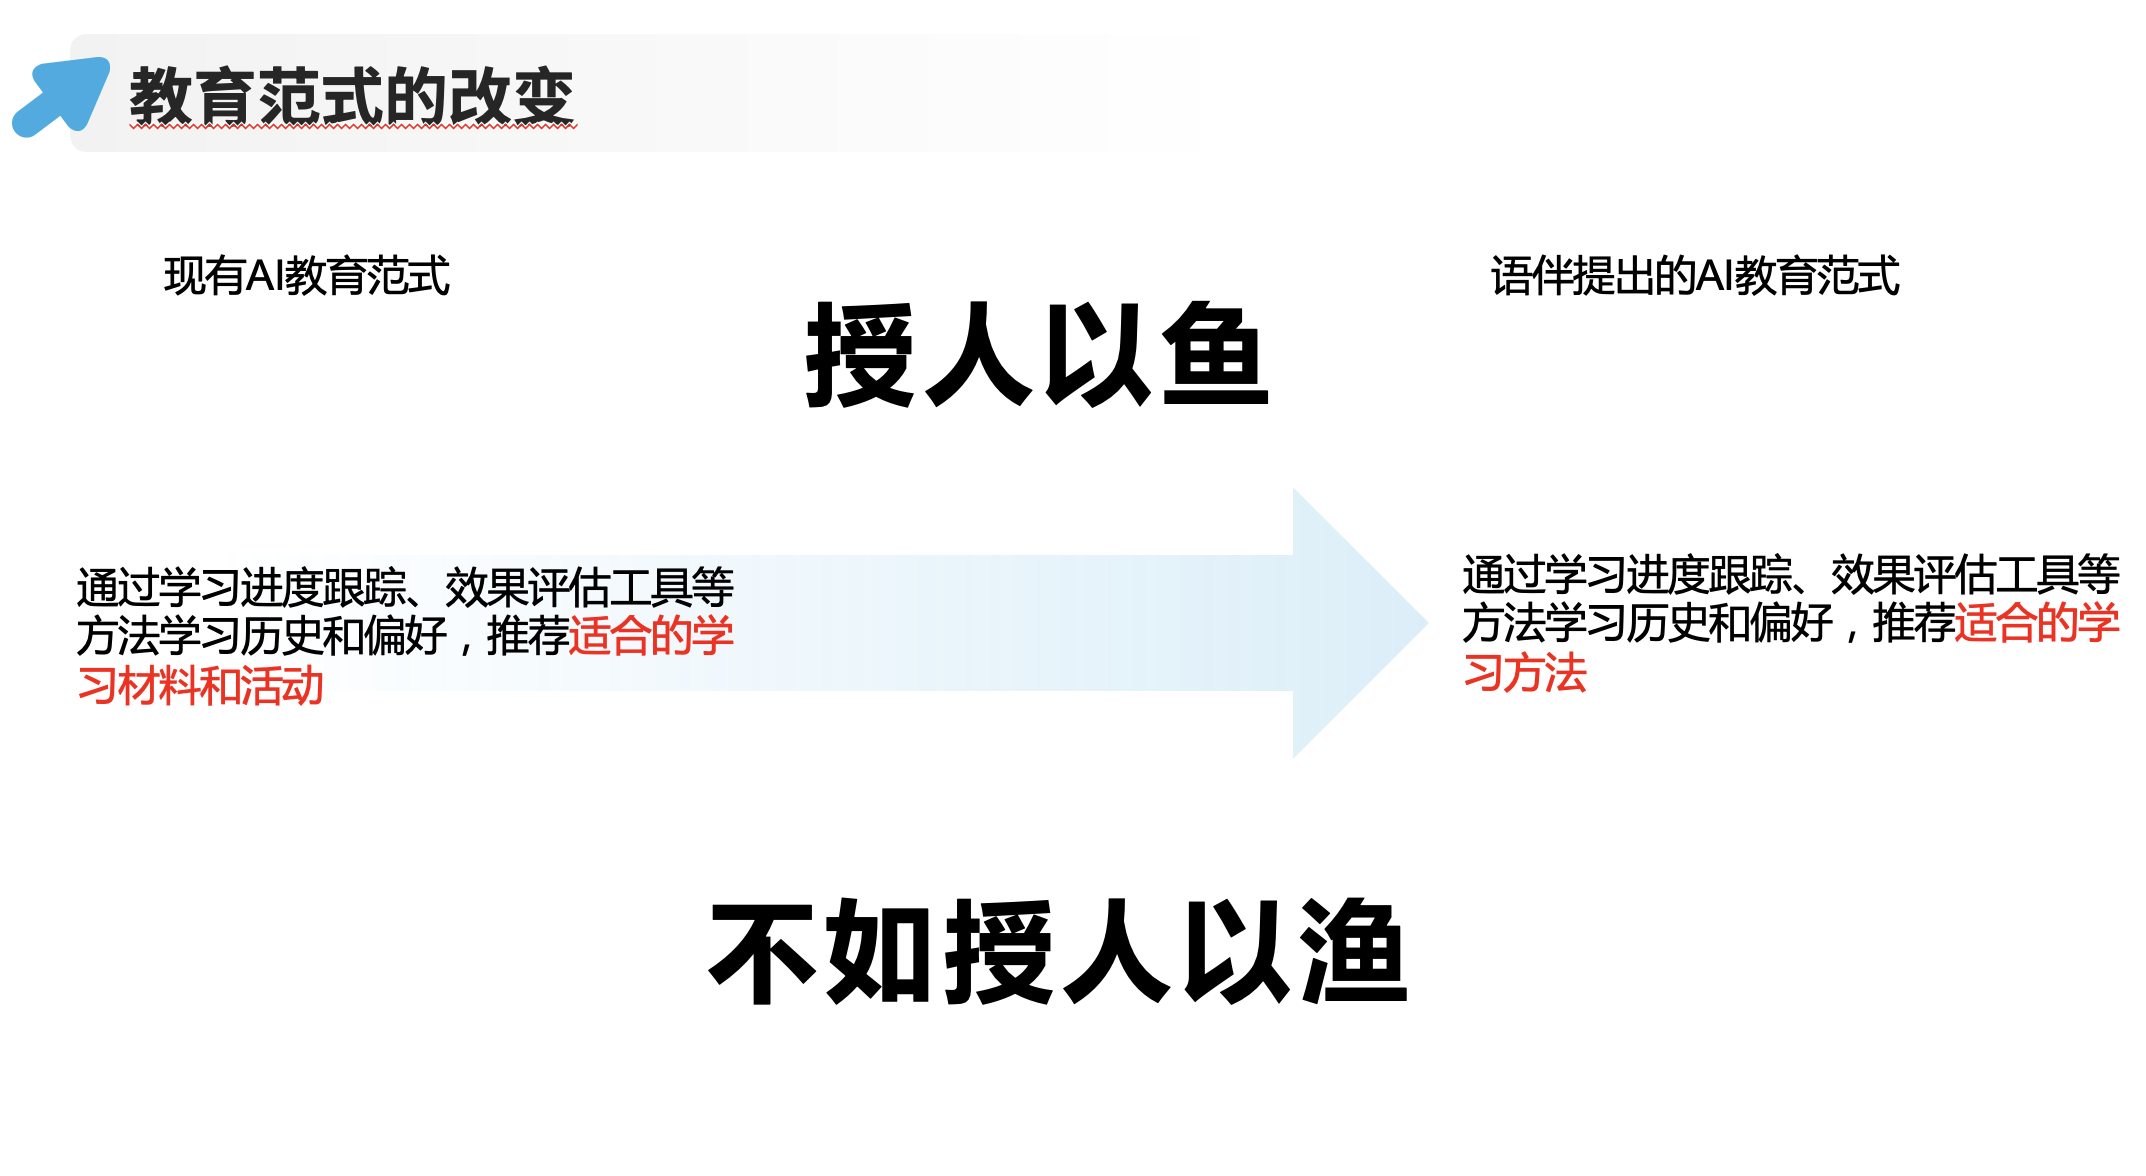 教育范式的改变
现有AI教育范式
语伴提出的AI教育范式
授人以鱼
通过学习进度跟踪、效果评估工具等
方法学习历史和偏好，推荐适合的学
习材料和活动
通过学习进度跟踪、效果评估工具等
方法学习历史和偏好，推荐适合的学
习方法
不如授人以渔